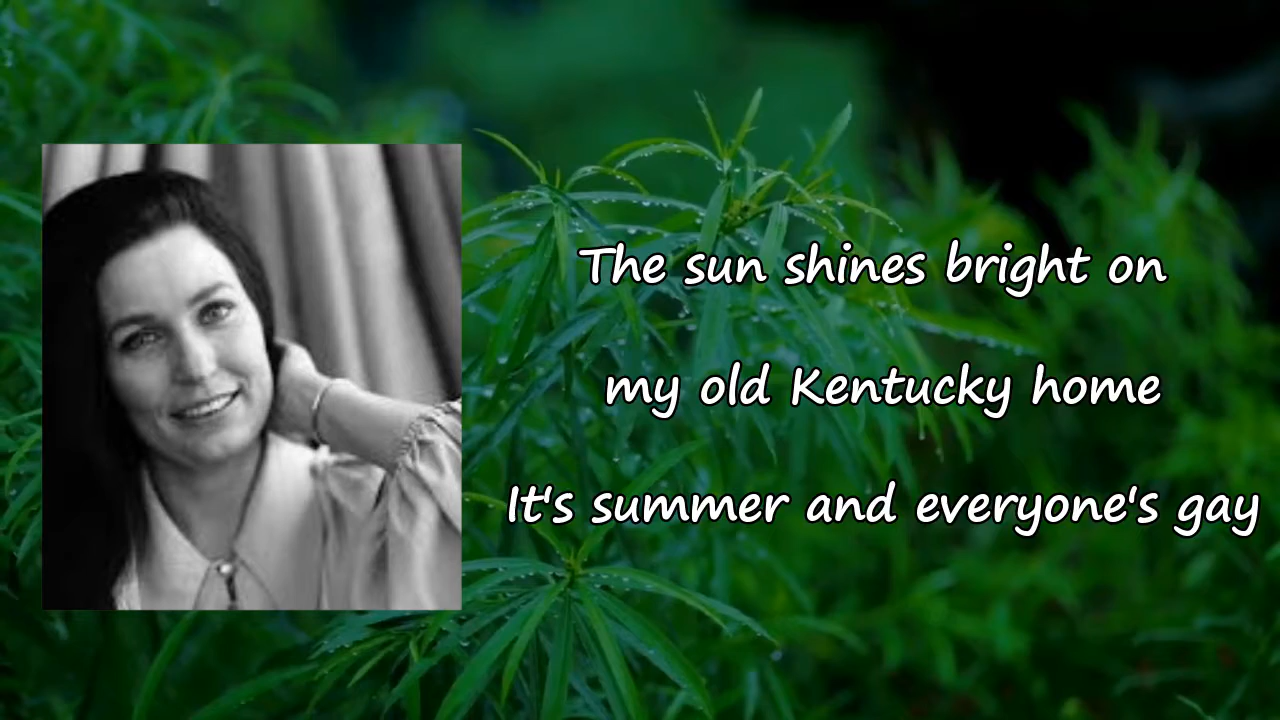 The sun shines bright on
my old Kentucky home
It's summer and everyone's gay